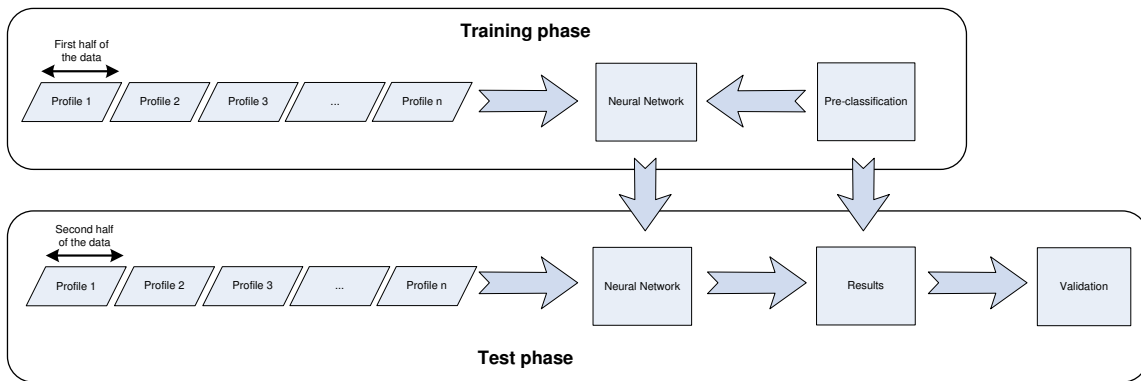 Training phase
First half of
the data
Profile 1
Profile 2
Profile 3
...
Profile n
Neural Network
Pre-classification
Second half
of the data
Profile 1
Profile 2
Profile 3
...
Profile n
Neural Network
Results
Validation
Test phase